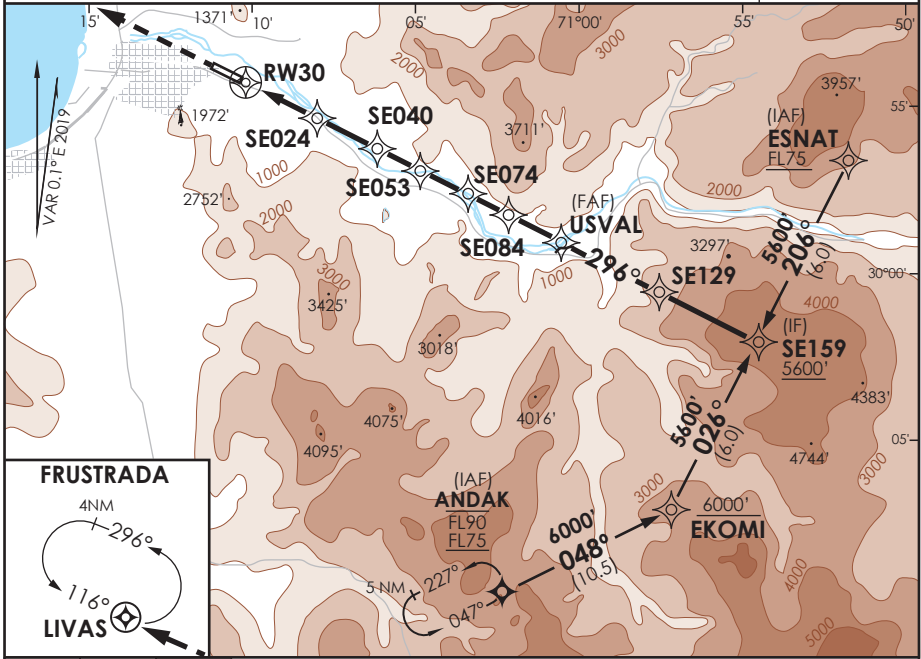 15'
10'
05'
71°00'
55'
50'
1371'
3000
2000
RW30
3957'
1972'
SE040
3711'
(IAF)
55'
SE024
ESNAT
FL75
VAR 0.1° E 2019
1000
SE053
SE074
2752'
2000
(FAF)
USVAL
2000
SE084
5600'
206°
(6.0)
3297'
296°
SE129
30°00'
1000
3000
3425'
4000
(IF)
SE159
5600'
3018'
4383'
4075'
4016'
5600'
026°
(6.0)
4095'
05'
4744'
FRUSTRADA
(IAF)
ANDAK
FL90
FL75
3000
3000
6000'
EKOMI
4NM
296°
6000'
048°
(10.5)
116°
5 NM
227°
047°
4000
LIVAS
5000